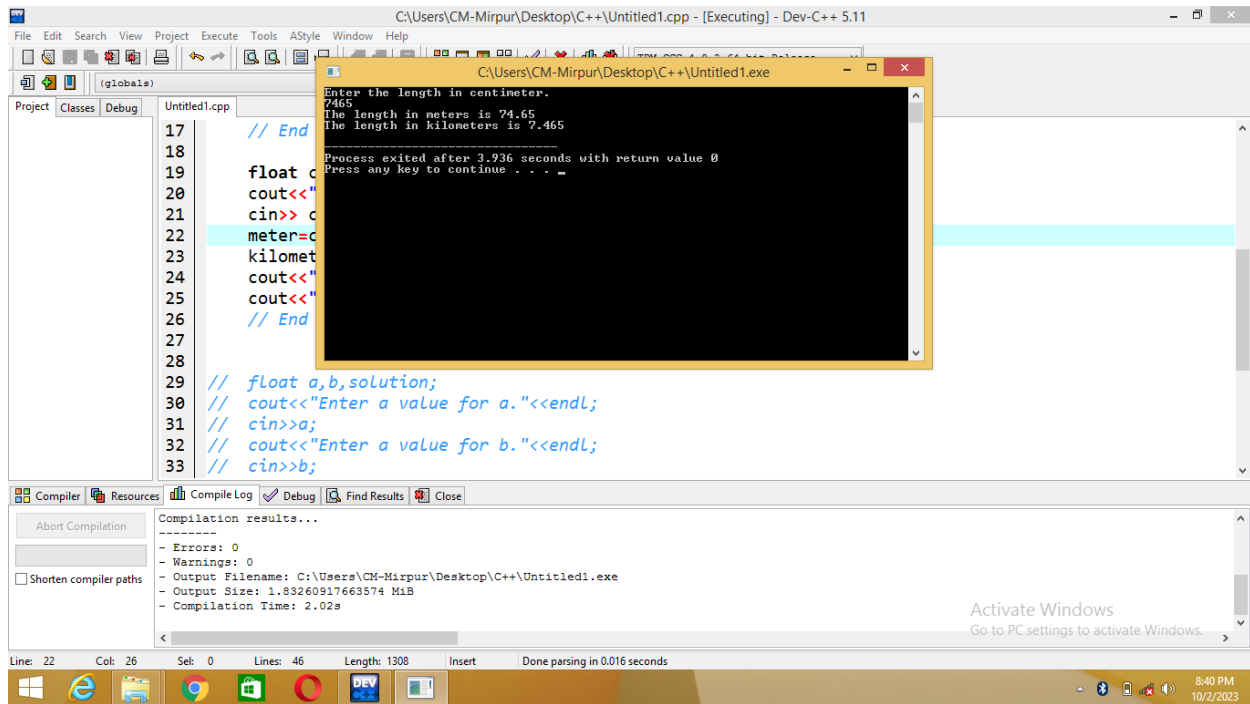 C:\Users\CM-Mirpur\Desktop\C++\Untitled1.cpp - [Executing] - Dev-C++ 5.11
File Edit Search View Project Execute Tools AStyle Window Help
(globals)
Project Classes Debug
Untitled1.cpp
C:\Users\CM-Mirpur\Desktop\C++\Untitled1.exe
Enter the length in centimeter.
7465
The length in meters is 74.65
The length in kilometers is 7.465
--------------------------------
Process exited after 3.936 seconds with return value 0
Press any key to continue . . . _
17 // End
18
19 float c
20 cout<<"
21 cin>> c
22 meter=c
23 kilomet
24 cout<<"
25 cout<<"
26 // End
27
28
29 // float a,b,solution;
30 // cout<<"Enter a value for a."<<endl;
31 // cin>>a;
32 // cout<<"Enter a value for b."<<endl;
33 // cin>>b;
Compiler Resources Compile Log Debug Find Results Close
Abort Compilation
Shorten compiler paths
Compilation results...
--------
- Errors: 0
- Warnings: 0
- Output Filename: C:\Users\CM-Mirpur\Desktop\C++\Untitled1.exe
- Output Size: 1.83260917663574 MiB
- Compilation Time: 2.02s
Activate Windows
Go to PC settings to activate Windows.
Line: 22 Col: 26 Sel: 0 Lines: 46 Length: 1308 Insert Done parsing in 0.016 seconds
DEV C++
8:40 PM
10/2/2023